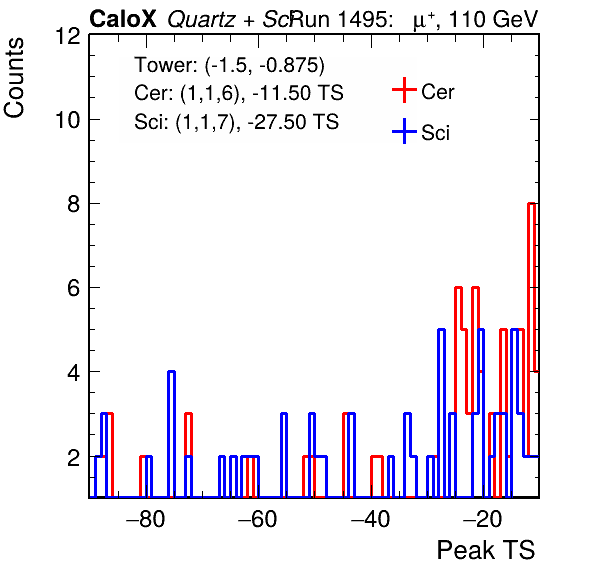 CaloX Quartz + Sci Run 1495: μ⁺, 110 GeV
Counts
12
10
8
6
4
2
Tower: (-1.5, -0.875)
Cer: (1,1,6), -11.50 TS
Sci: (1,1,7), -27.50 TS
Cer
Sci
−80 −60 −40 −20
Peak TS